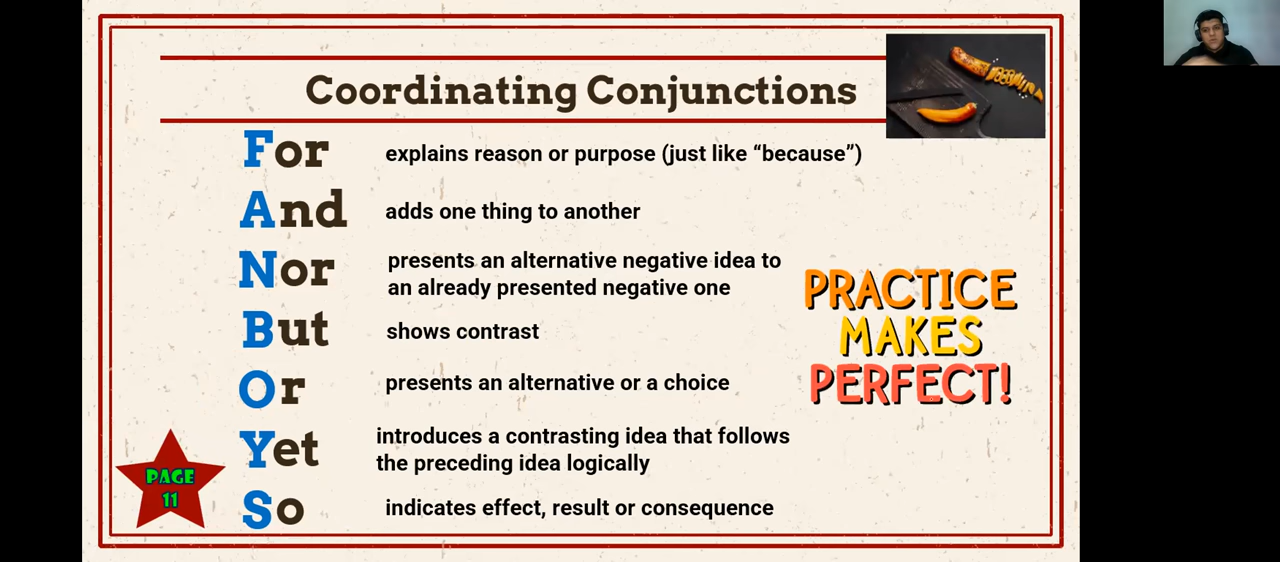 Coordinating Conjunctions
For
explains reason or purpose (just like “because”)
And
adds one thing to another
Nor
presents an alternative negative idea to
an already presented negative one
But
shows contrast
Or
presents an alternative or a choice
Yet
introduces a contrasting idea that follows
the preceding idea logically
So
indicates effect, result or consequence
PRACTICE
MAKES
PERFECT!
PAGE
11